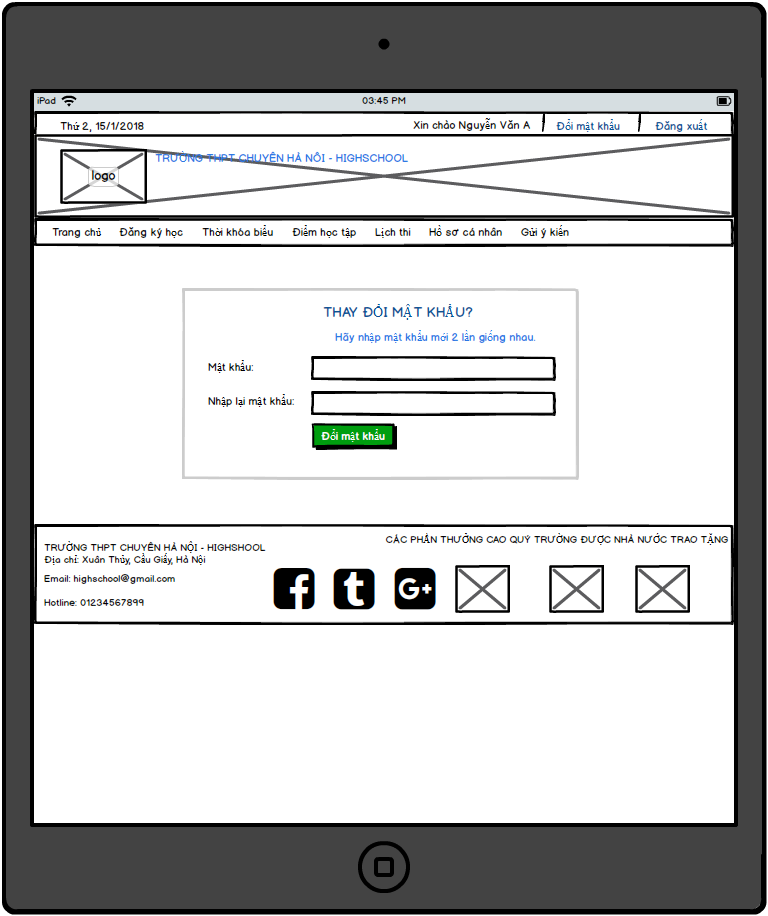 iPad 03:45 PM
Thứ 2, 15/1/2018 Xin chào Nguyễn Văn A Đổi mật khẩu Đăng xuất
TRƯỜNG THPT CHUYÊN HÀ NỘI - HIGHSCHOOL
logo
Trang chủ Đăng ký học Thời khóa biểu Điểm học tập Lịch thi Hồ sơ cá nhân Gửi ý kiến
THAY ĐỔI MẬT KHẨU?
Hãy nhập mật khẩu mới 2 lần giống nhau.
Mật khẩu:
Nhập lại mật khẩu:
Đổi mật khẩu
CÁC PHẦN THƯỞNG CAO QUÝ TRƯỜNG ĐƯỢC NHÀ NƯỚC TRAO TẶNG
TRƯỜNG THPT CHUYÊN HÀ NỘI - HIGHSHOOL
Địa chỉ: Xuân Thủy, Cầu Giấy, Hà Nội
Email: highschool@gmail.com
Hotline: 01234567899